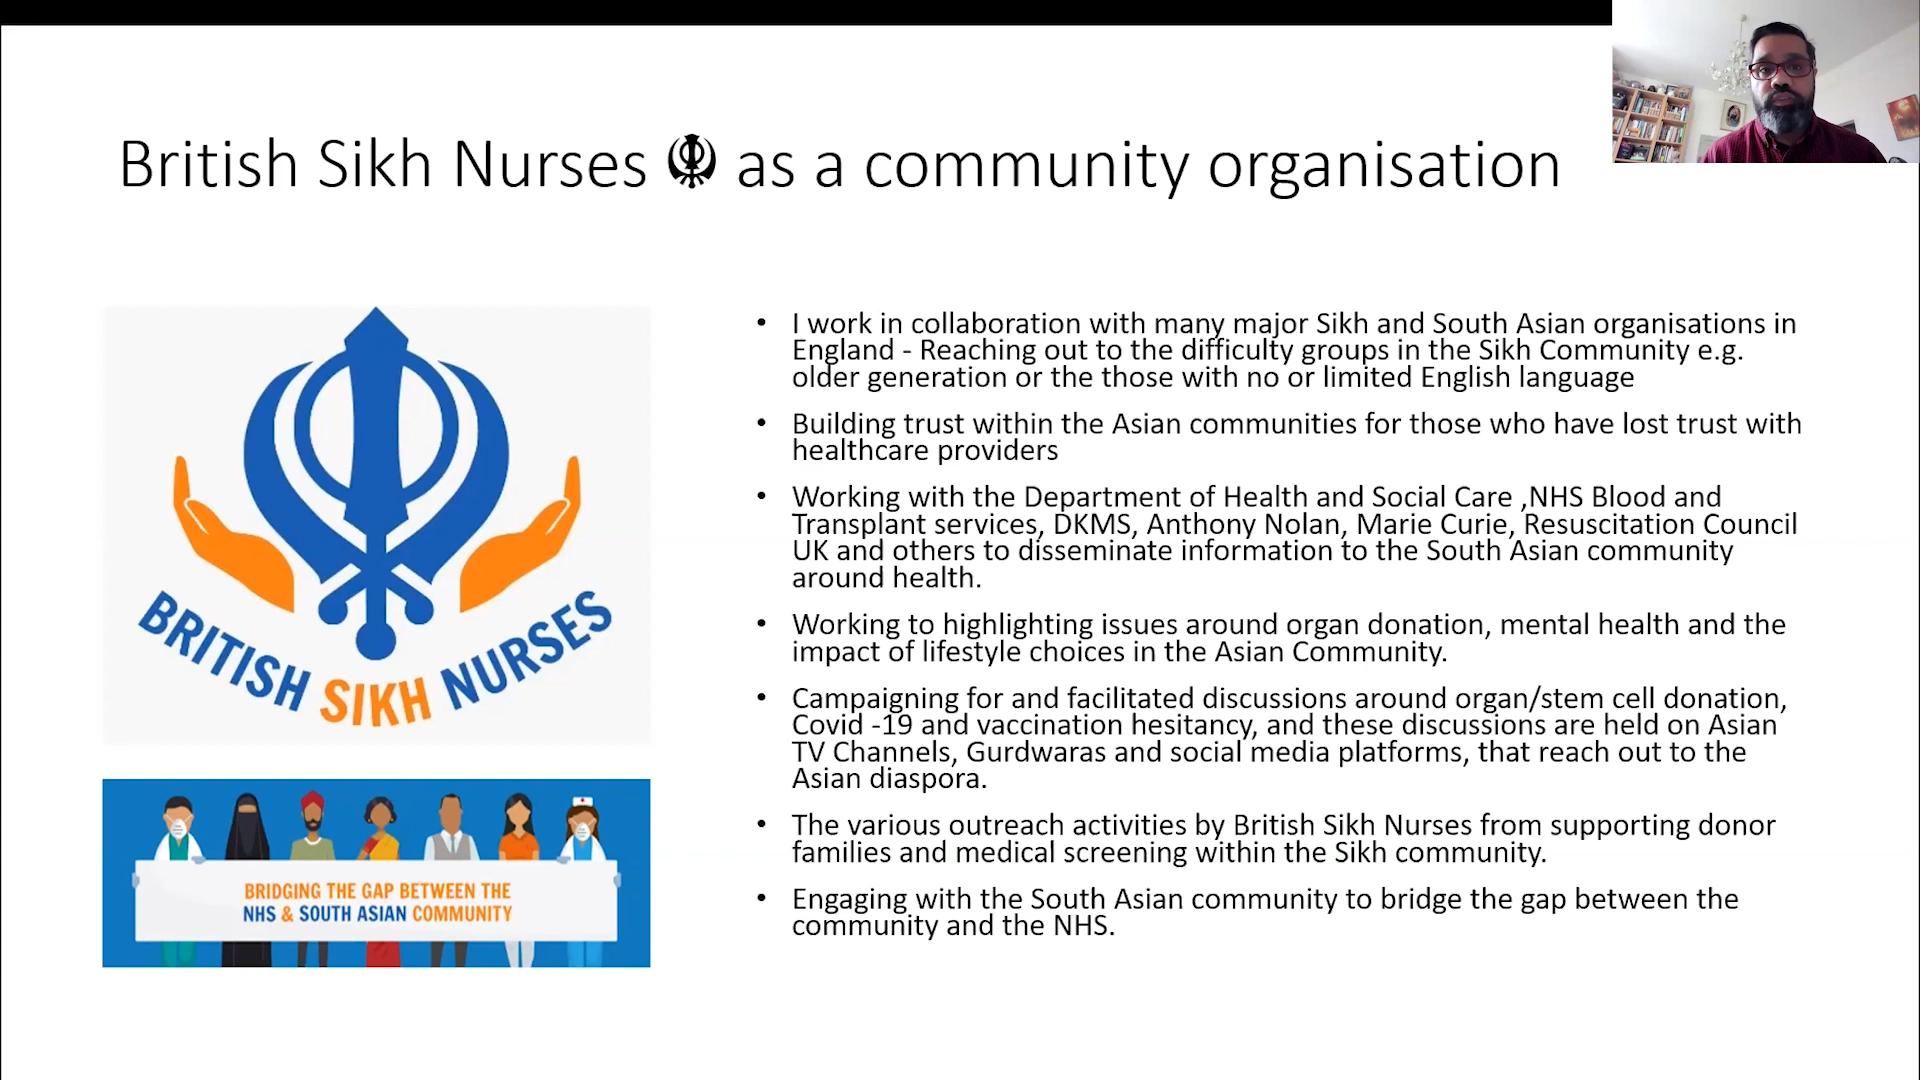 British Sikh Nurses as a community organisation
BRITISH SIKH NURSES
BRIDGING THE GAP BETWEEN THE
NHS & SOUTH ASIAN COMMUNITY
• I work in collaboration with many major Sikh and South Asian organisations in
England - Reaching out to the difficulty groups in the Sikh Community e.g.
older generation or the those with no or limited English language
• Building trust within the Asian communities for those who have lost trust with
healthcare providers
• Working with the Department of Health and Social Care ,NHS Blood and
Transplant services, DKMS, Anthony Nolan, Marie Curie, Resuscitation Council
UK and others to disseminate information to the South Asian community
around health.
• Working to highlighting issues around organ donation, mental health and the
impact of lifestyle choices in the Asian Community.
• Campaigning for and facilitated discussions around organ/stem cell donation,
Covid -19 and vaccination hesitancy, and these discussions are held on Asian
TV Channels, Gurdwaras and social media platforms, that reach out to the
Asian diaspora.
• The various outreach activities by British Sikh Nurses from supporting donor
families and medical screening within the Sikh community.
• Engaging with the South Asian community to bridge the gap between the
community and the NHS.